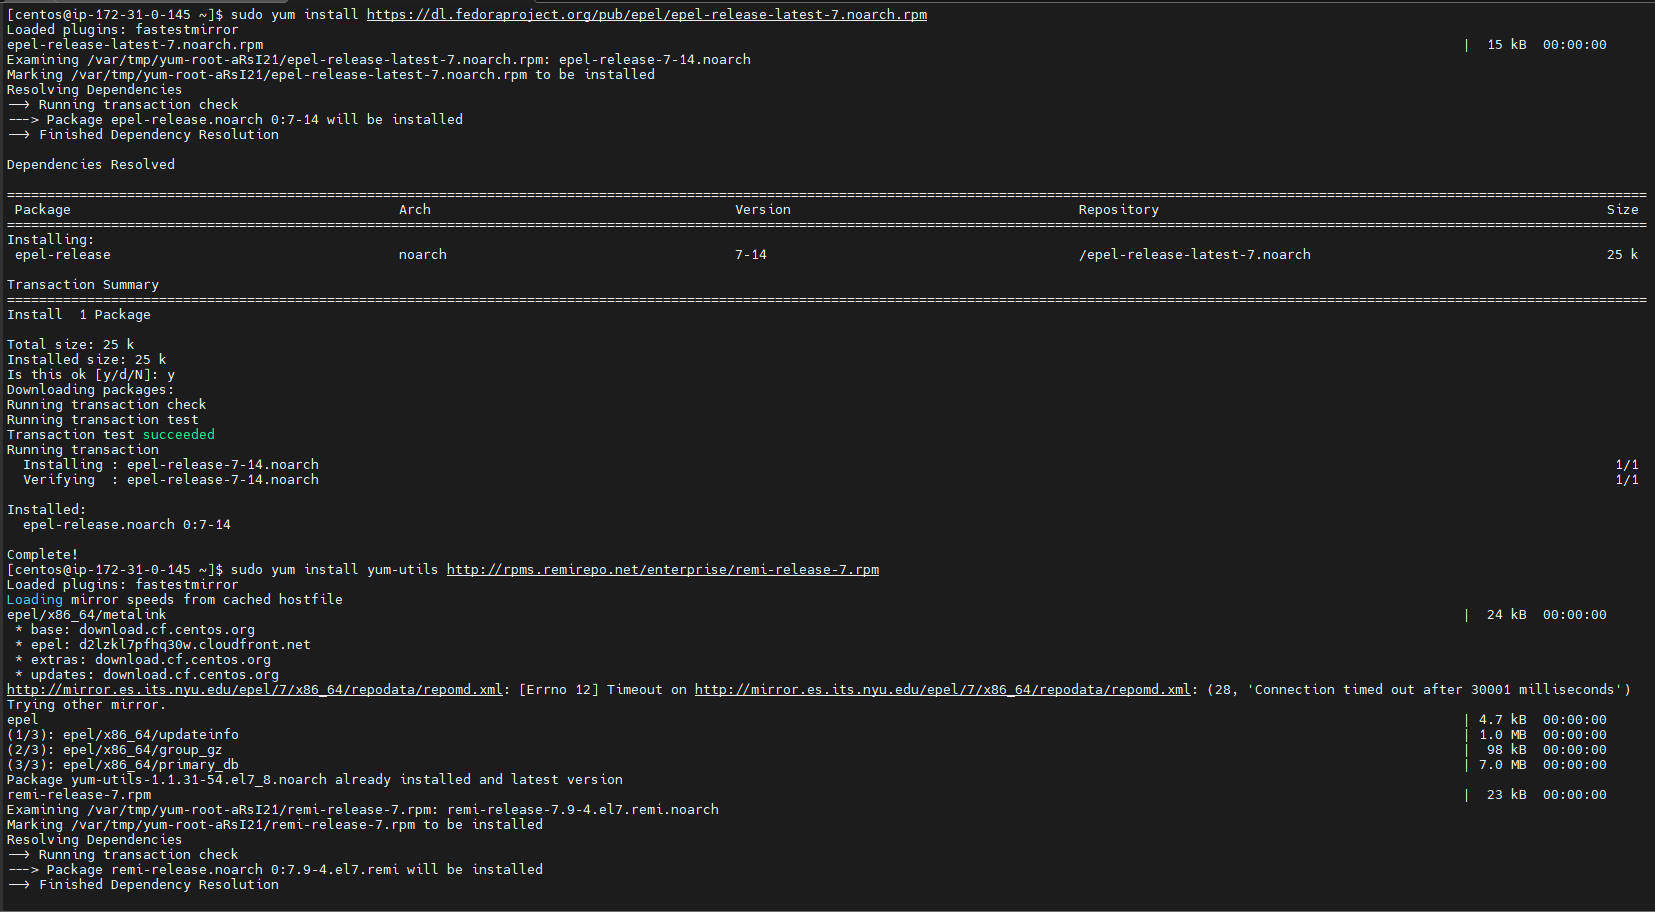 [centos@ip-172-31-0-145 ~]$ sudo yum install https://dl.fedoraproject.org/pub/epel/epel-release-latest-7.noarch.rpm
Loaded plugins: fastestmirror
epel-release-latest-7.noarch.rpm | 15 kB 00:00:00
Examining /var/tmp/yum-root-aRsI21/epel-release-latest-7.noarch.rpm: epel-release-7-14.noarch
Marking /var/tmp/yum-root-aRsI21/epel-release-latest-7.noarch.rpm to be installed
Resolving Dependencies
--> Running transaction check
---> Package epel-release.noarch 0:7-14 will be installed
--> Finished Dependency Resolution
Dependencies Resolved
Package Arch Version Repository Size
Installing:
epel-release noarch 7-14 /epel-release-latest-7.noarch 25 k
Transaction Summary
Install 1 Package
Total size: 25 k
Installed size: 25 k
Is this ok [y/d/N]: y
Downloading packages:
Running transaction check
Running transaction test
Transaction test succeeded
Running transaction
Installing : epel-release-7-14.noarch 1/1
Verifying : epel-release-7-14.noarch 1/1
Installed:
epel-release.noarch 0:7-14
Complete!
[centos@ip-172-31-0-145 ~]$ sudo yum install yum-utils http://rpms.remirepo.net/enterprise/remi-release-7.rpm
Loaded plugins: fastestmirror
Loading mirror speeds from cached hostfile
epel/x86_64/metalink | 24 kB 00:00:00
* base: download.cf.centos.org
* epel: d2lzkl7pfhq30w.cloudfront.net
* extras: download.cf.centos.org
* updates: download.cf.centos.org
http://mirror.es.its.nyu.edu/epel/7/x86_64/repodata/repomd.xml: [Errno 12] Timeout on http://mirror.es.its.nyu.edu/epel/7/x86_64/repodata/repomd.xml: (28, 'Connection timed out after 30001 milliseconds')
Trying other mirror.
epel | 4.7 kB 00:00:00
(1/3): epel/x86_64/updateinfo | 1.0 MB 00:00:00
(2/3): epel/x86_64/group_gz | 98 kB 00:00:00
(3/3): epel/x86_64/primary_db | 7.0 MB 00:00:00
Package yum-utils-1.1.31-54.el7_8.noarch already installed and latest version
remi-release-7.rpm | 23 kB 00:00:00
Examining /var/tmp/yum-root-aRsI21/remi-release-7.rpm: remi-release-7.9-4.el7.remi.noarch
Marking /var/tmp/yum-root-aRsI21/remi-release-7.rpm to be installed
Resolving Dependencies
--> Running transaction check
---> Package remi-release.noarch 0:7.9-4.el7.remi will be installed
--> Finished Dependency Resolution